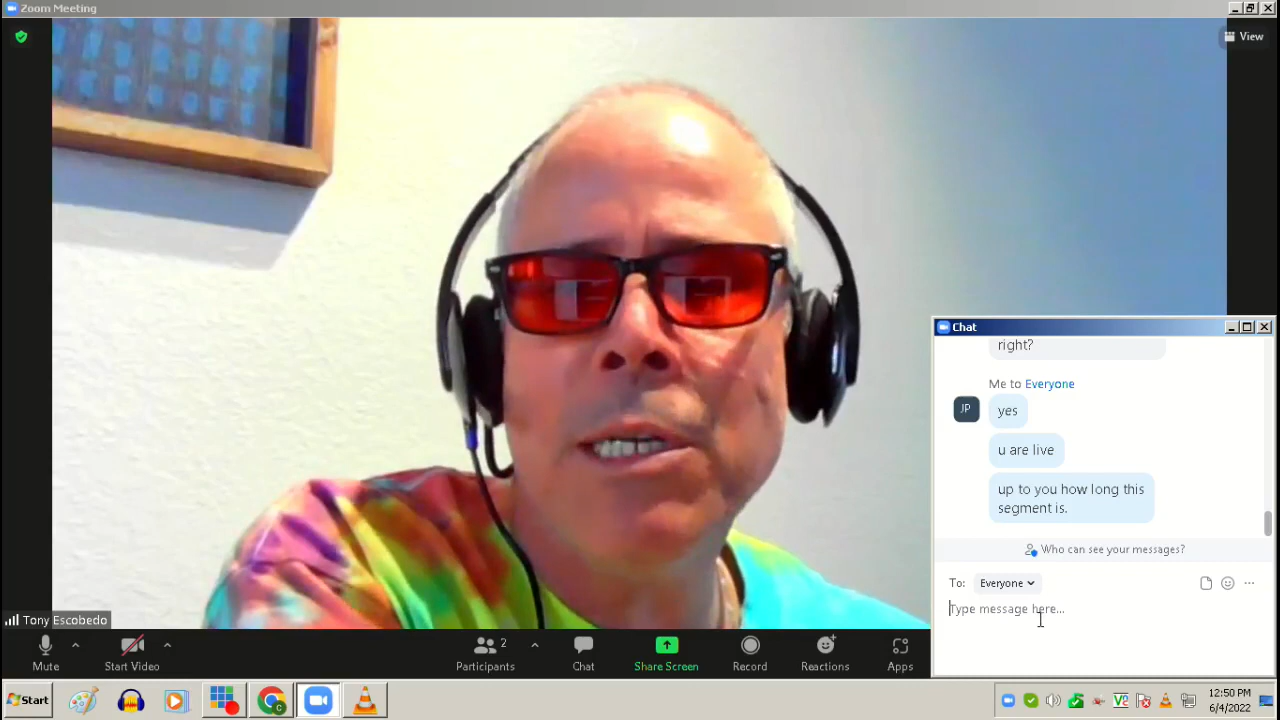 Zoom Meeting
View
Chat
right?
Me to Everyone
JP
yes
u are live
up to you how long this
segment is.
Who can see your messages?
To: Everyone
Type message here...
Tony Escobedo
Mute
Start Video
2
Participants
Chat
Share Screen
Record
Reactions
Apps
Start
12:50 PM
6/4/2022